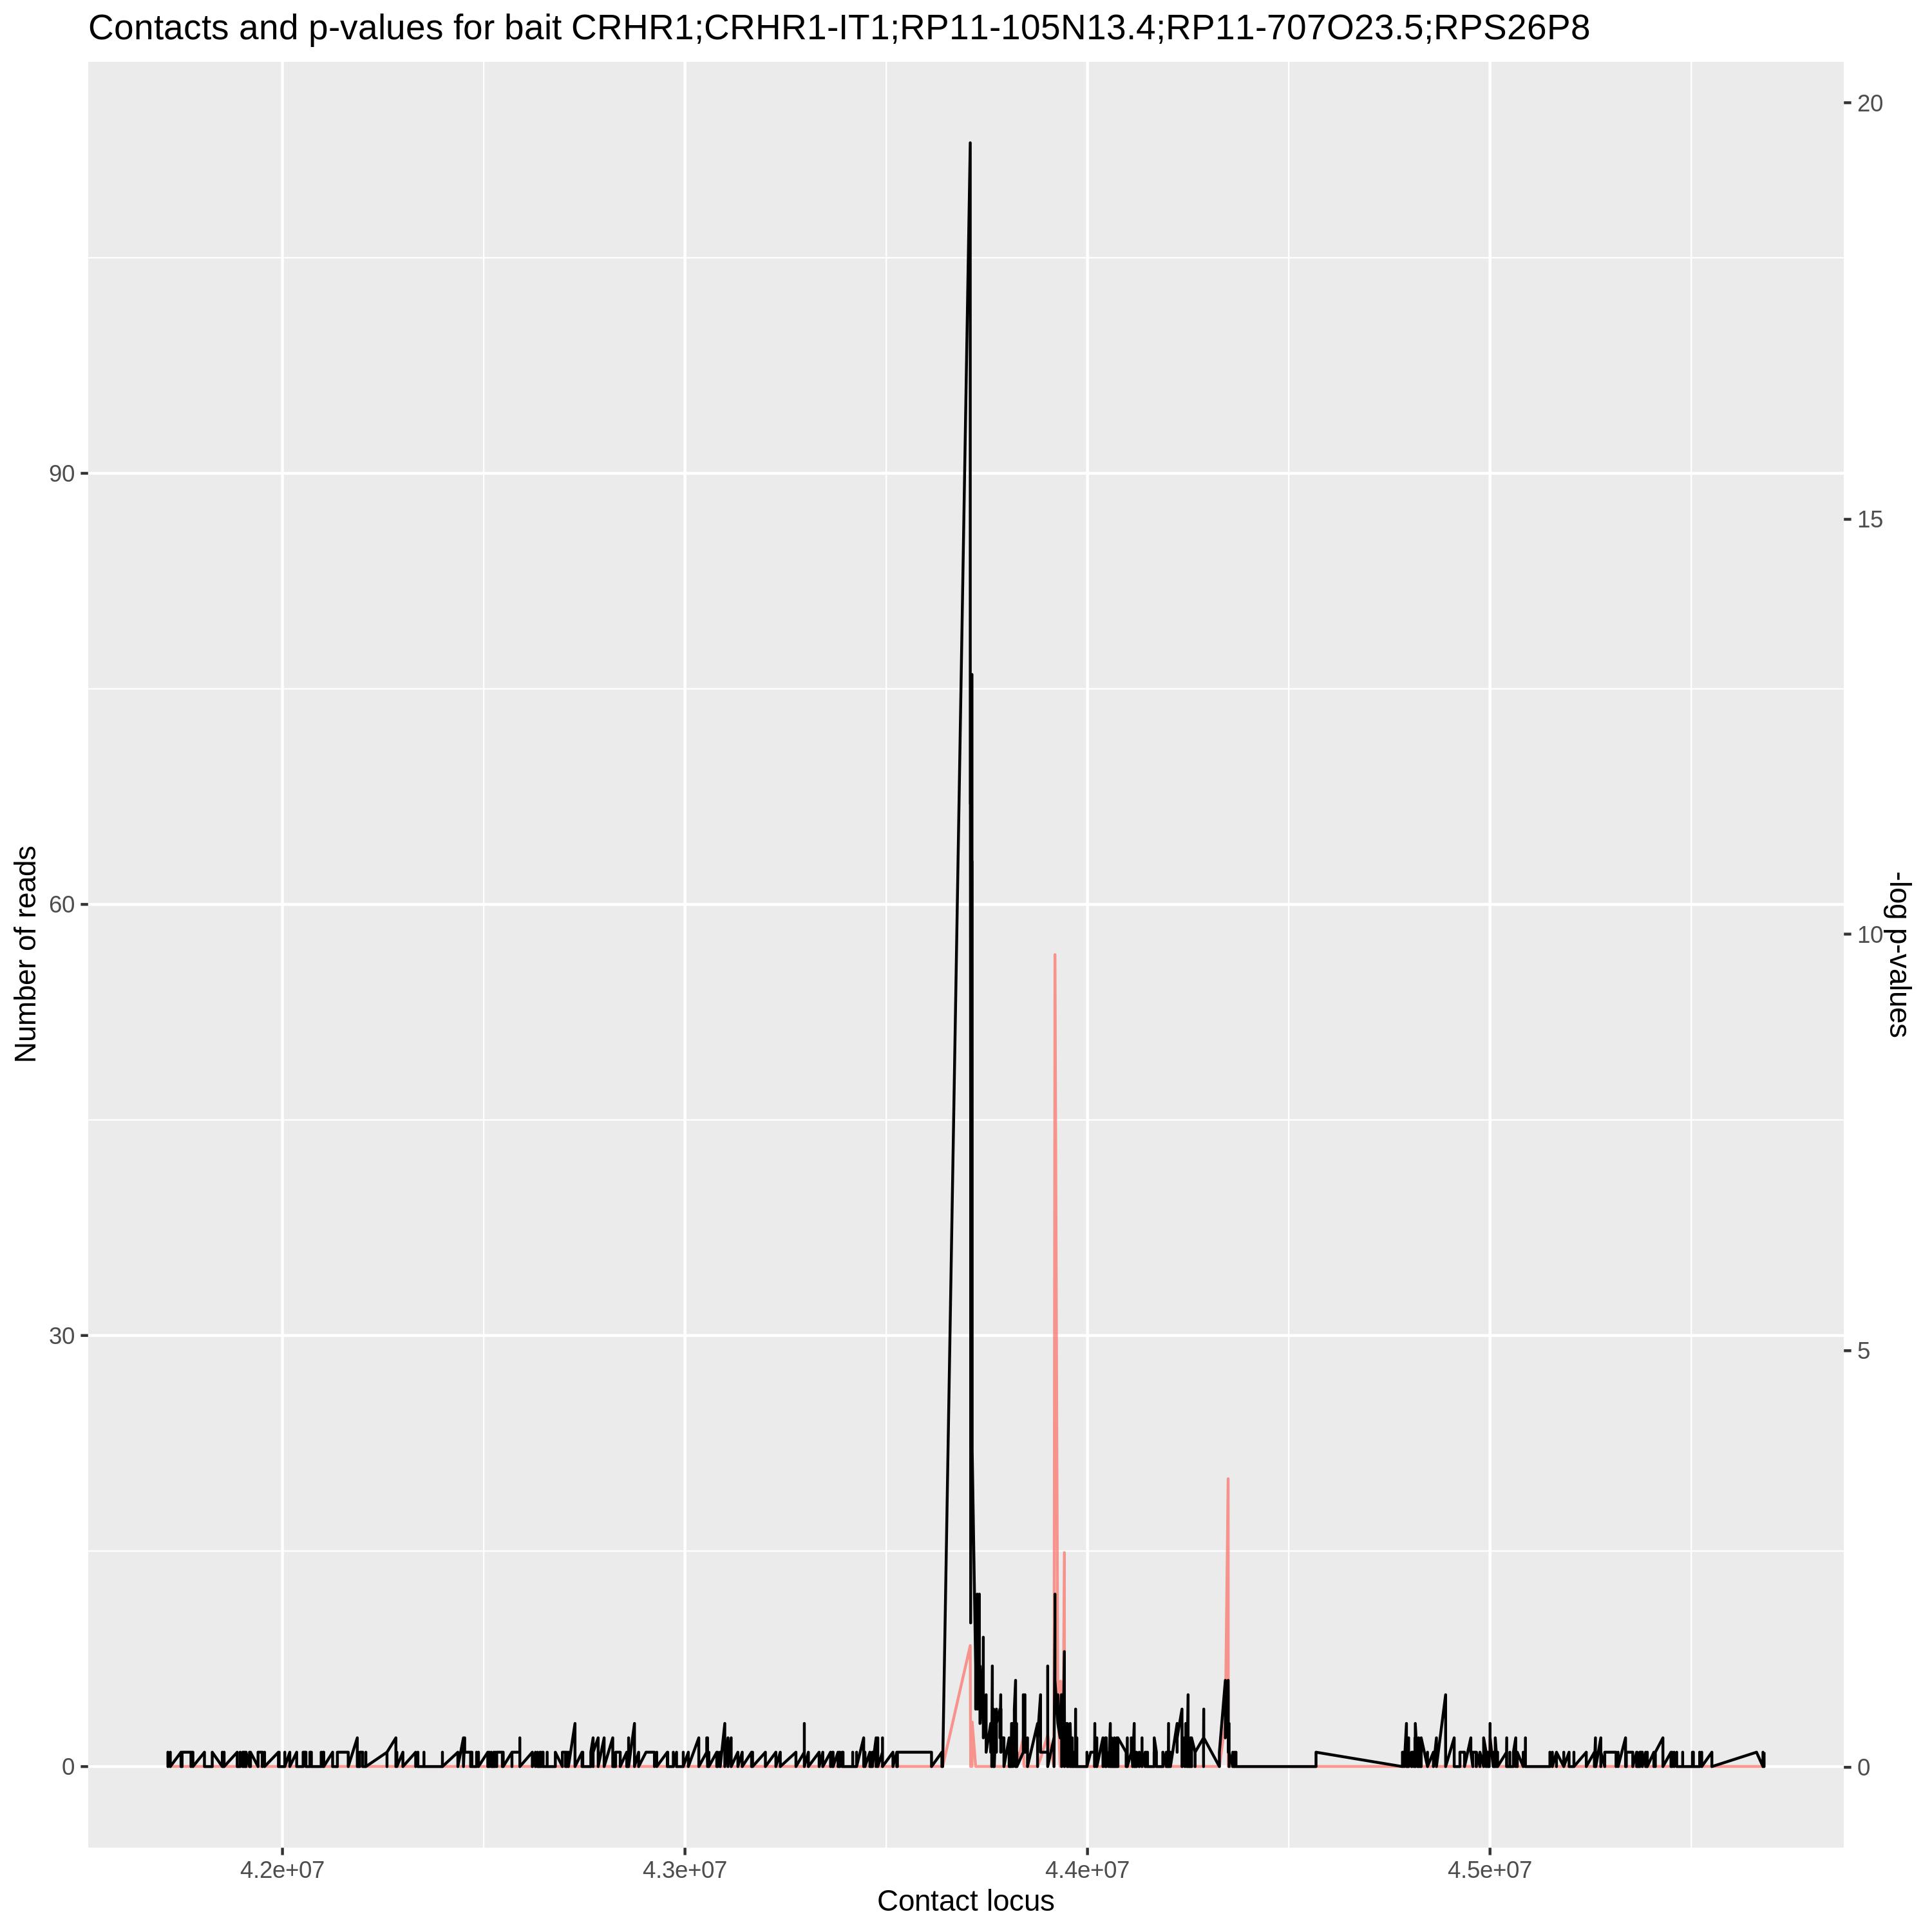 Contacts and p-values for bait CRHR1;CRHR1-IT1;RP11-105N13.4;RP11-707O23.5;RPS26P8
Number of reads
90
60
30
0
20
15
10
5
0
-log p-values
4.2e+07
4.3e+07
4.4e+07
4.5e+07
Contact locus